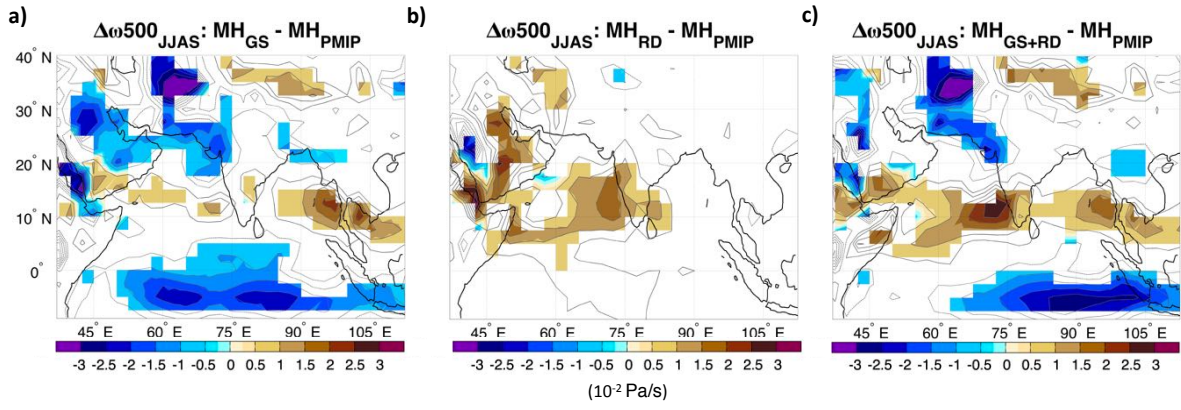 a)
Δω500JJAS: MHGS - MHPMIP
40° N
30° N
20° N
10° N
0°
45° E 60° E 75° E 90° E 105° E
-3 -2.5 -2 -1.5 -1 -0.5 0 0.5 1 1.5 2 2.5 3
b)
Δω500JJAS: MHRD - MHPMIP
45° E 60° E 75° E 90° E 105° E
-3 -2.5 -2 -1.5 -1 -0.5 0 0.5 1 1.5 2 2.5 3
(10-2 Pa/s)
c)
Δω500JJAS: MHGS+RD - MHPMIP
45° E 60° E 75° E 90° E 105° E
-3 -2.5 -2 -1.5 -1 -0.5 0 0.5 1 1.5 2 2.5 3